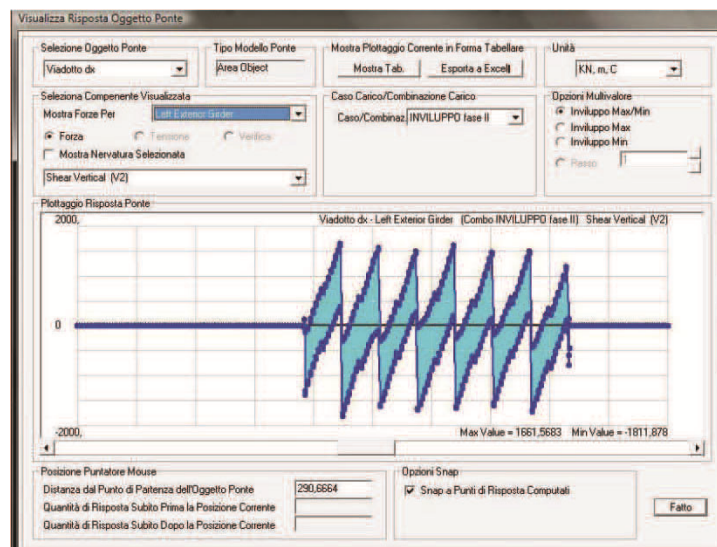 Visualizza Risposta Oggetto Ponte
Selezione Oggetto Ponte
Viadotto dx
Tipo Modello Ponte
Area Object
Mostra Plottaggio Corrente in Forma Tabellare
Mostra Tab.
Esporta a Excell
Unità
KN, m, C
Seleziona Compenente Visualizzata
Mostra Forze Per
Left Exterior Girder
Forza
Tensione
Verifica
Mostra Nervatura Selezionata
Shear Vertical (V2)
Caso Carico/Combinazione Carico
Caso/Combinaz.
INVILUPPO fase II
Opzioni Multivalore
Inviluppo Max/Min
Inviluppo Max
Inviluppo Min
Passo
1
Plottaggio Risposta Ponte
2000,
Viadotto dx - Left Exterior Girder (Combo INVILUPPO fase II) Shear Vertical (V2)
0
-2000,
Max Value = 1661,5683 Min Value = -1811,878
Posizione Puntatore Mouse
Distanza dal Punto di Partenza dell'Oggetto Ponte
290,6664
Quantità di Risposta Subito Prima la Posizione Corrente
Quantità di Risposta Subito Dopo la Posizione Corrente
Opzioni Snap
Snap a Punti di Risposta Computati
Fatto